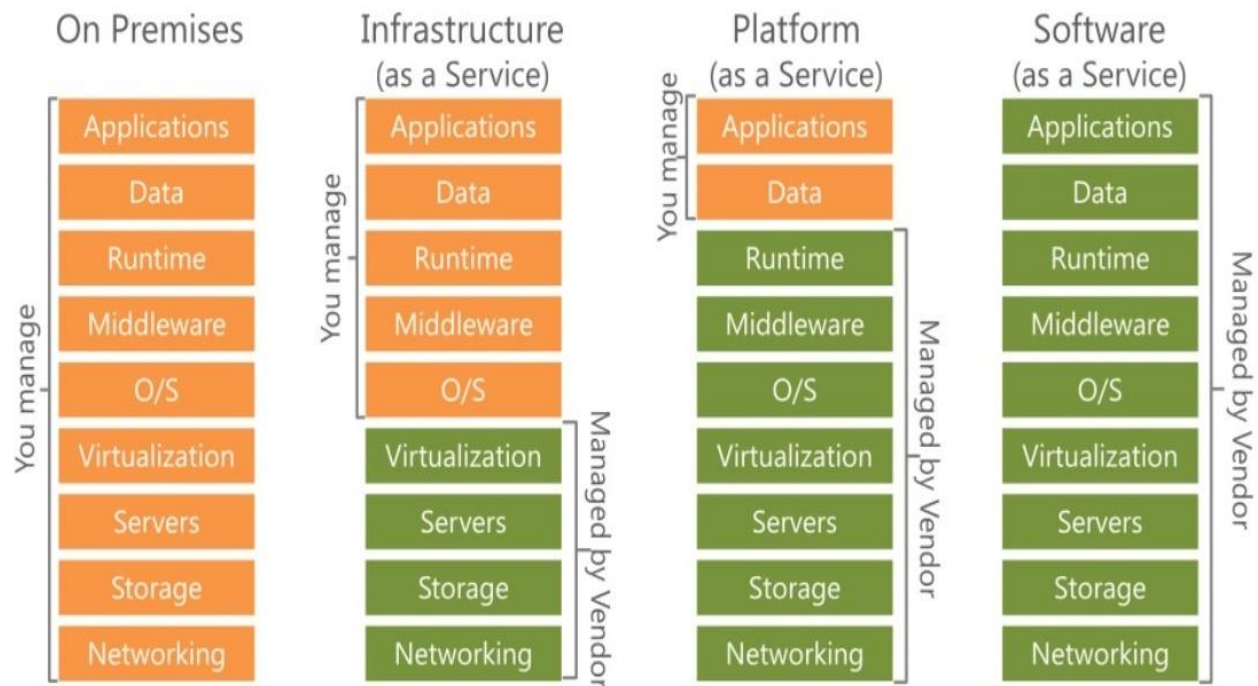 On Premises
You manage
Applications
Data
Runtime
Middleware
O/S
Virtualization
Servers
Storage
Networking
Infrastructure
(as a Service)
You manage
Applications
Data
Runtime
Middleware
O/S
Virtualization
Servers
Storage
Networking
Managed by Vendor
Platform
(as a Service)
You manage
Applications
Data
Runtime
Middleware
O/S
Virtualization
Servers
Storage
Networking
Managed by Vendor
Software
(as a Service)
Applications
Data
Runtime
Middleware
O/S
Virtualization
Servers
Storage
Networking
Managed by Vendor